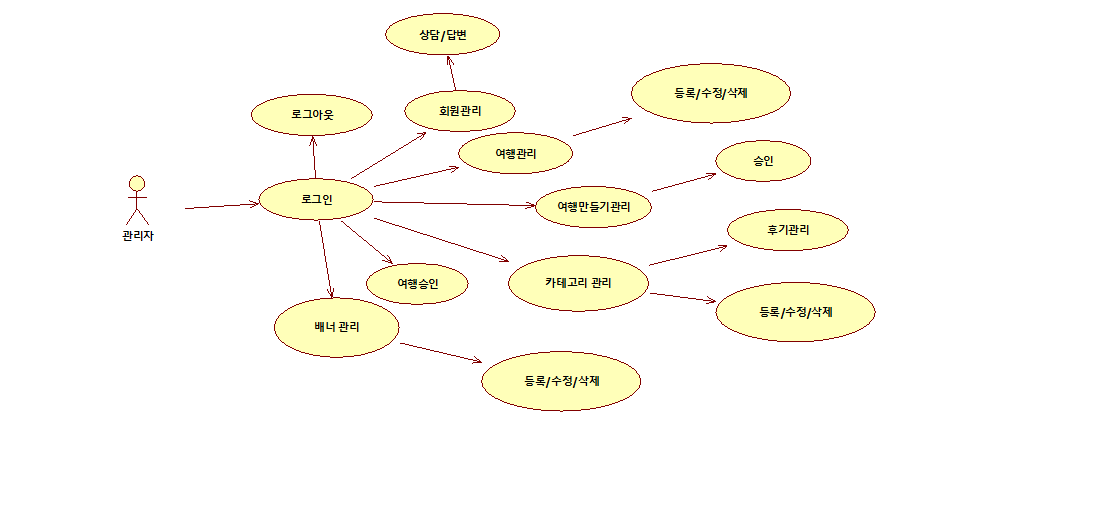 상담/답변
등록/수정/삭제
로그아웃
회원관리
여행관리
승인
로그인
여행만들기관리
후기관리
관리자
여행승인
카테고리 관리
등록/수정/삭제
배너 관리
등록/수정/삭제